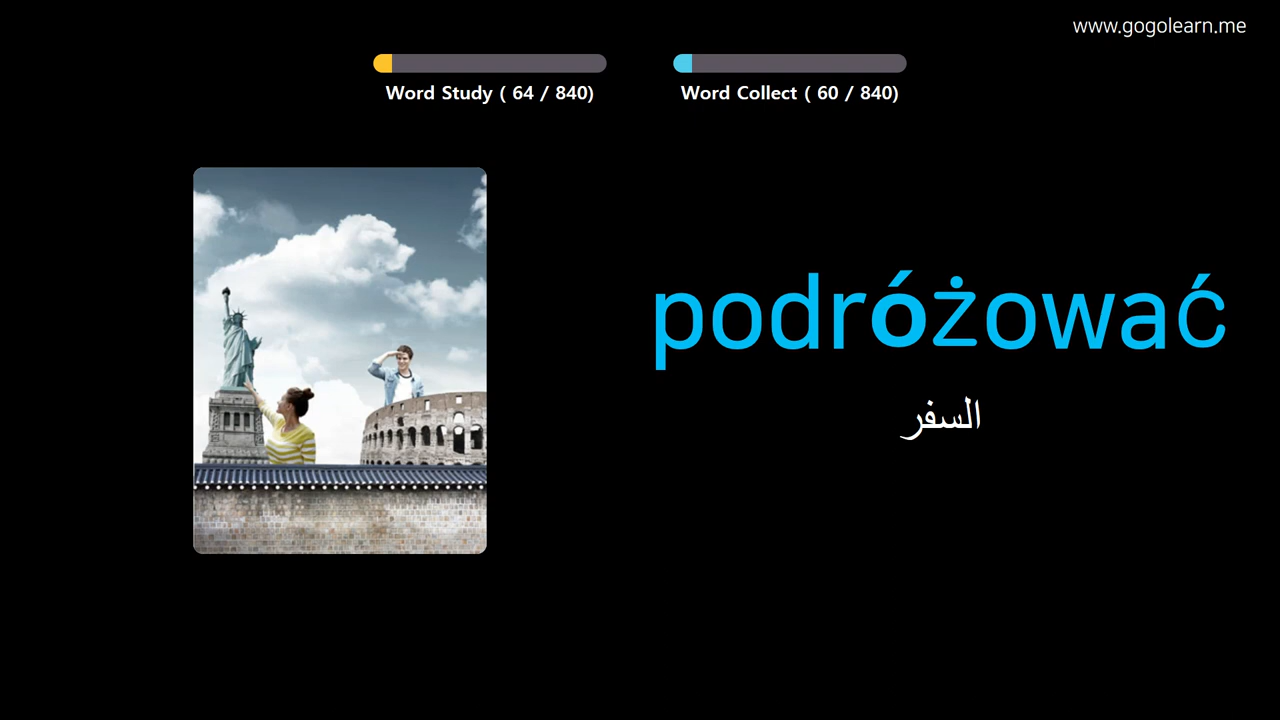 www.gogolearn.me
Word Study ( 64 / 840)
Word Collect ( 60 / 840)
podróżować
السفر